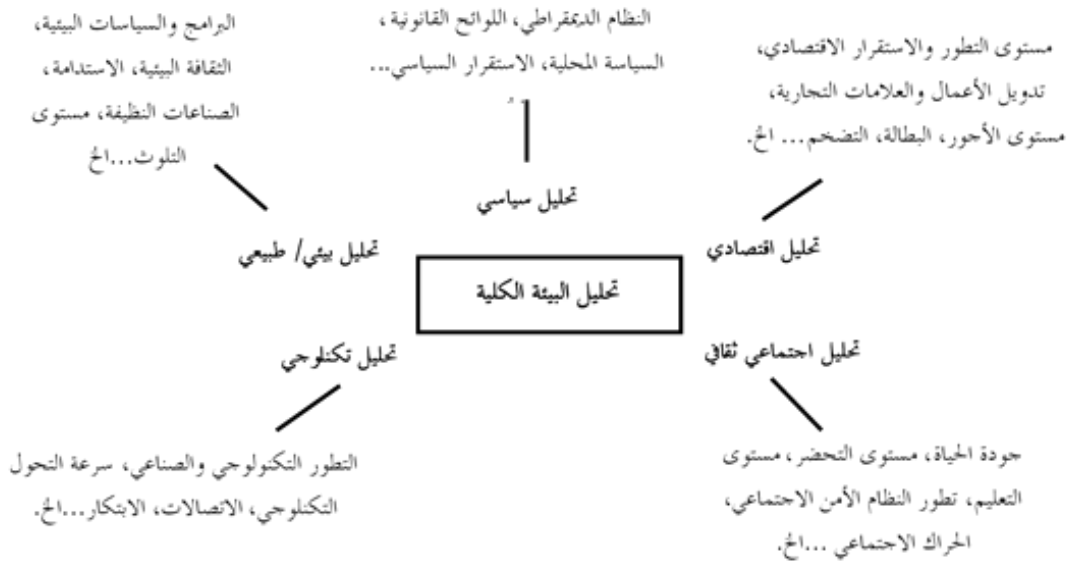 النظام الديمقراطي، اللوائح القانونية،
السياسة المحلية، الاستقرار السياسي...
تحليل سياسي
مستوى التطور والاستقرار الاقتصادي،
تدويل الأعمال والعلامات التجارية،
مستوى الأجور، البطالة، التضخم... الخ.
تحليل اقتصادي
البرامج والسياسات البيئية،
الثقافة البيئية، الاستدامة،
الصناعات النظيفة، مستوى
التلوث...الخ
تحليل بيئي/ طبيعي
تحليل البيئة الكلية
تحليل اجتماعي ثقافي
جودة الحياة، مستوى التحضر، مستوى
التعليم، تطور النظام الأمن الاجتماعي،
الحراك الاجتماعي ...الخ.
تحليل تكنلوجي
التطور التكنولوجي والصناعي، سرعة التحول
التكنلوجي، الاتصالات، الابتكار...الخ.